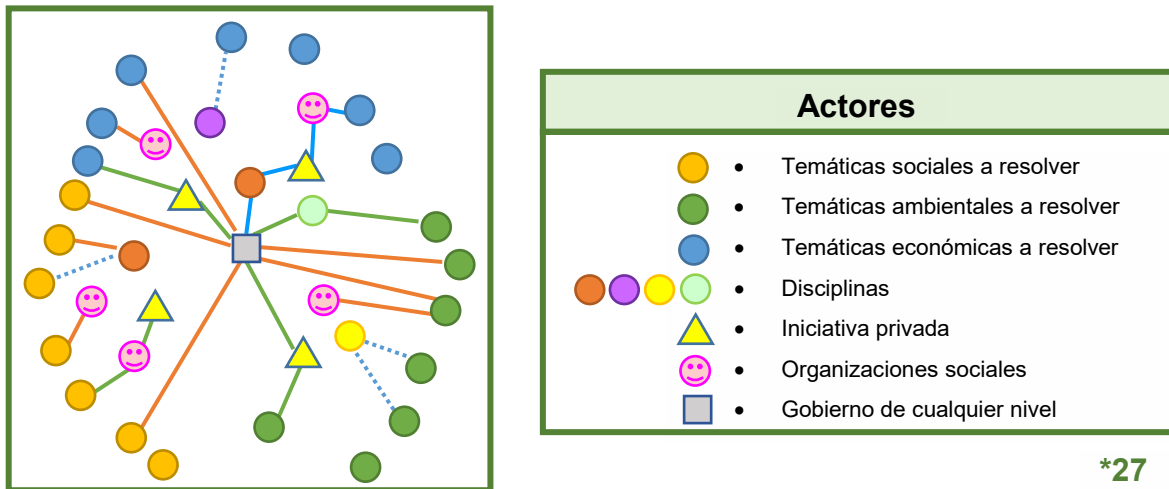 Actores
• Temáticas sociales a resolver
• Temáticas ambientales a resolver
• Temáticas económicas a resolver
• Disciplinas
• Iniciativa privada
• Organizaciones sociales
• Gobierno de cualquier nivel
*27